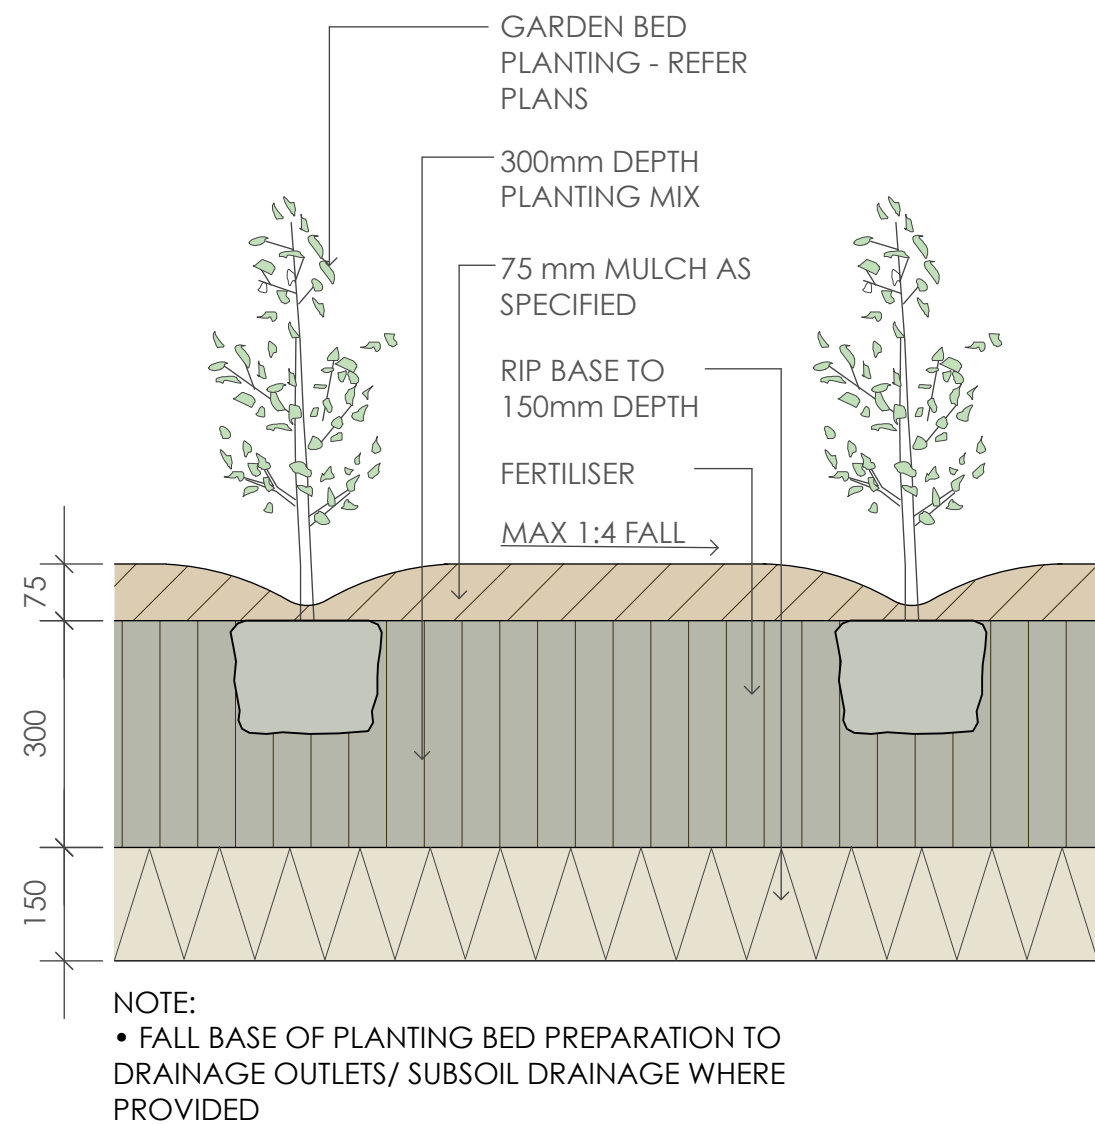 GARDEN BED
PLANTING - REFER
PLANS
300mm DEPTH
PLANTING MIX
75 mm MULCH AS
SPECIFIED
RIP BASE TO
150mm DEPTH
FERTILISER
MAX 1:4 FALL
75
300
150
NOTE:
• FALL BASE OF PLANTING BED PREPARATION TO
DRAINAGE OUTLETS/ SUBSOIL DRAINAGE WHERE
PROVIDED